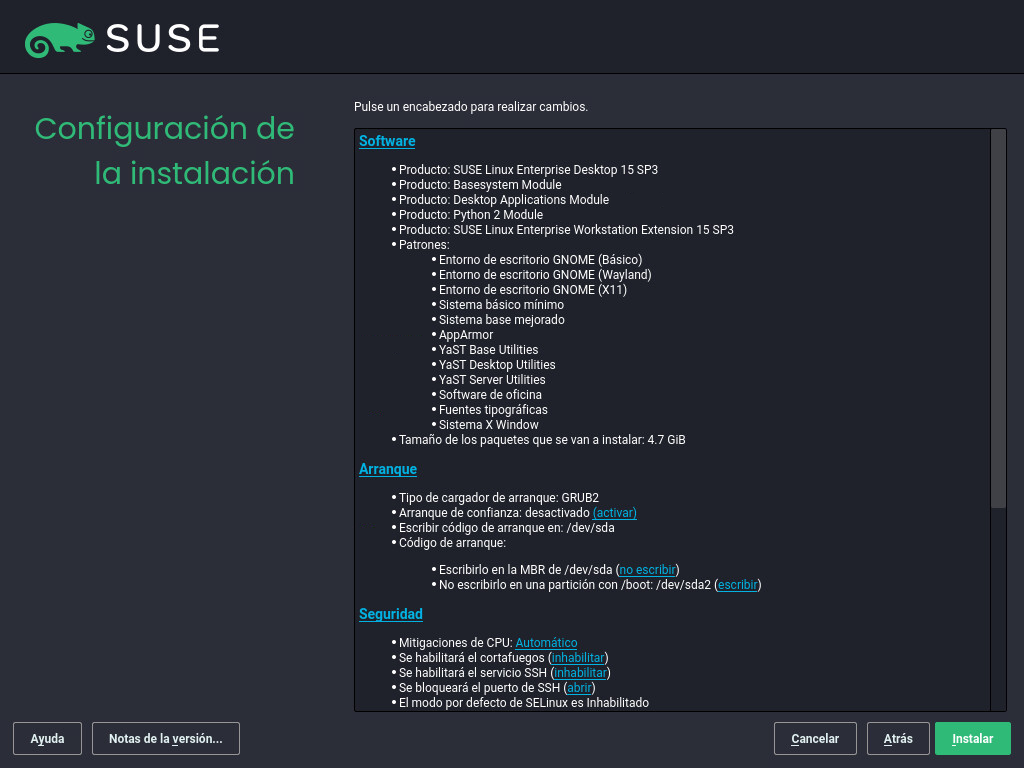 SUSE
Configuración de
la instalación
Pulse un encabezado para realizar cambios.
Software
• Producto: SUSE Linux Enterprise Desktop 15 SP3
• Producto: Basesystem Module
• Producto: Desktop Applications Module
• Producto: Python 2 Module
• Producto: SUSE Linux Enterprise Workstation Extension 15 SP3
• Patrones:
• Entorno de escritorio GNOME (Básico)
• Entorno de escritorio GNOME (Wayland)
• Entorno de escritorio GNOME (X11)
• Sistema básico mínimo
• Sistema base mejorado
• AppArmor
• YaST Base Utilities
• YaST Desktop Utilities
• YaST Server Utilities
• Software de oficina
• Fuentes tipográficas
• Sistema X Window
• Tamaño de los paquetes que se van a instalar: 4.7 GiB
Arranque
• Tipo de cargador de arranque: GRUB2
• Arranque de confianza: desactivado (activar)
• Escribir código de arranque en: /dev/sda
• Código de arranque:
• Escribirlo en la MBR de /dev/sda (no escribir)
• No escribirlo en una partición con /boot: /dev/sda2 (escribir)
Seguridad
• Mitigaciones de CPU: Automático
• Se habilitará el cortafuegos (inhabilitar)
• Se habilitará el servicio SSH (inhabilitar)
• Se bloqueará el puerto de SSH (abrir)
• El modo por defecto de SELinux es Inhabilitado
Ayuda
Notas de la versión...
Cancelar
Atrás
Instalar